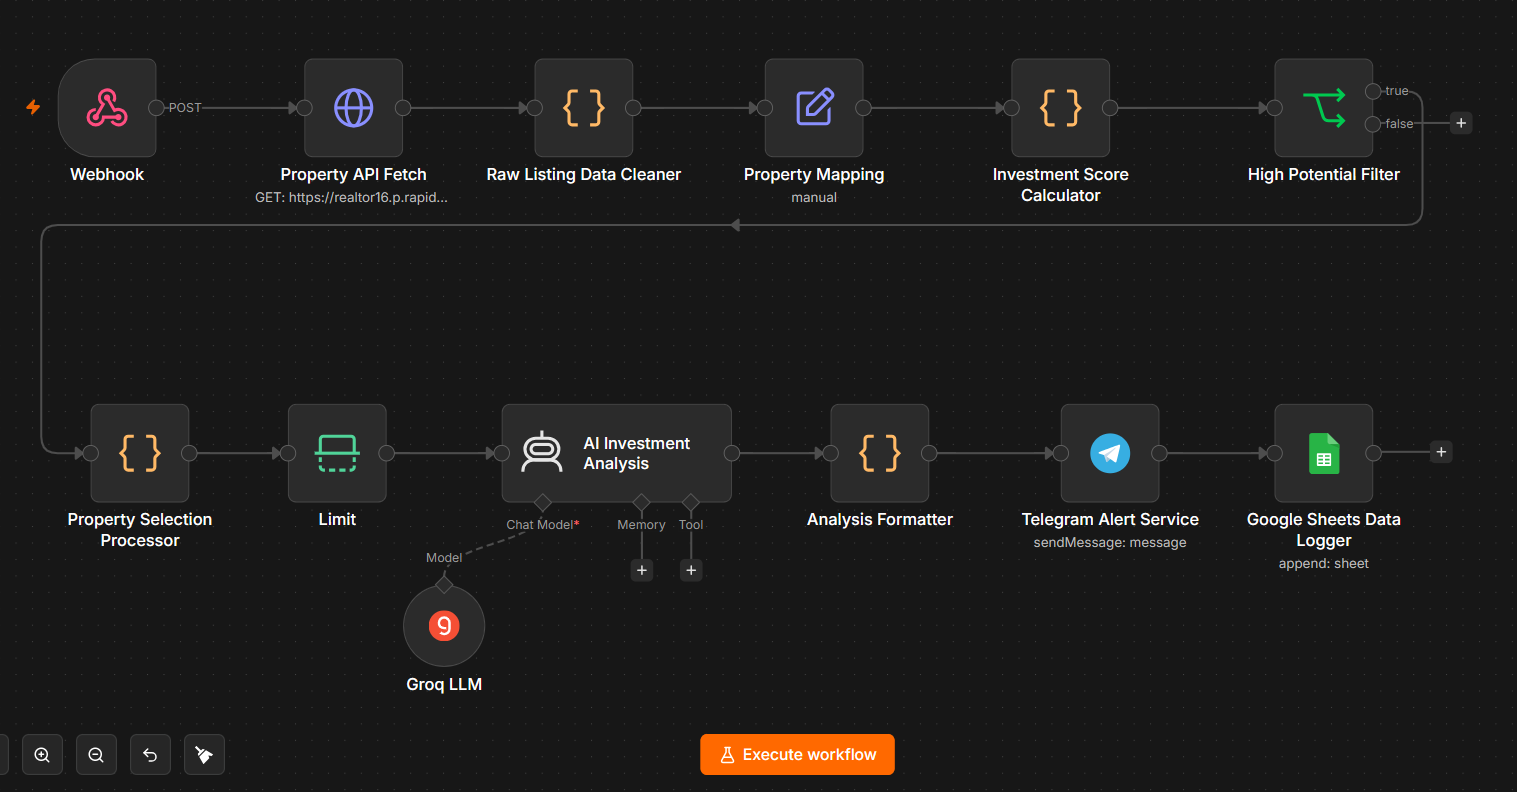 POST
true
false
+
Webhook
Property API Fetch
GET: https://realtor16.p.rapid...
Raw Listing Data Cleaner
Property Mapping
manual
Investment Score
Calculator
High Potential Filter
AI Investment
Analysis
Property Selection
Processor
Limit
Chat Model*
Memory
Tool
+
+
Model
g
Groq LLM
Analysis Formatter
Telegram Alert Service
sendMessage: message
Google Sheets Data
Logger
append: sheet
+
Execute workflow